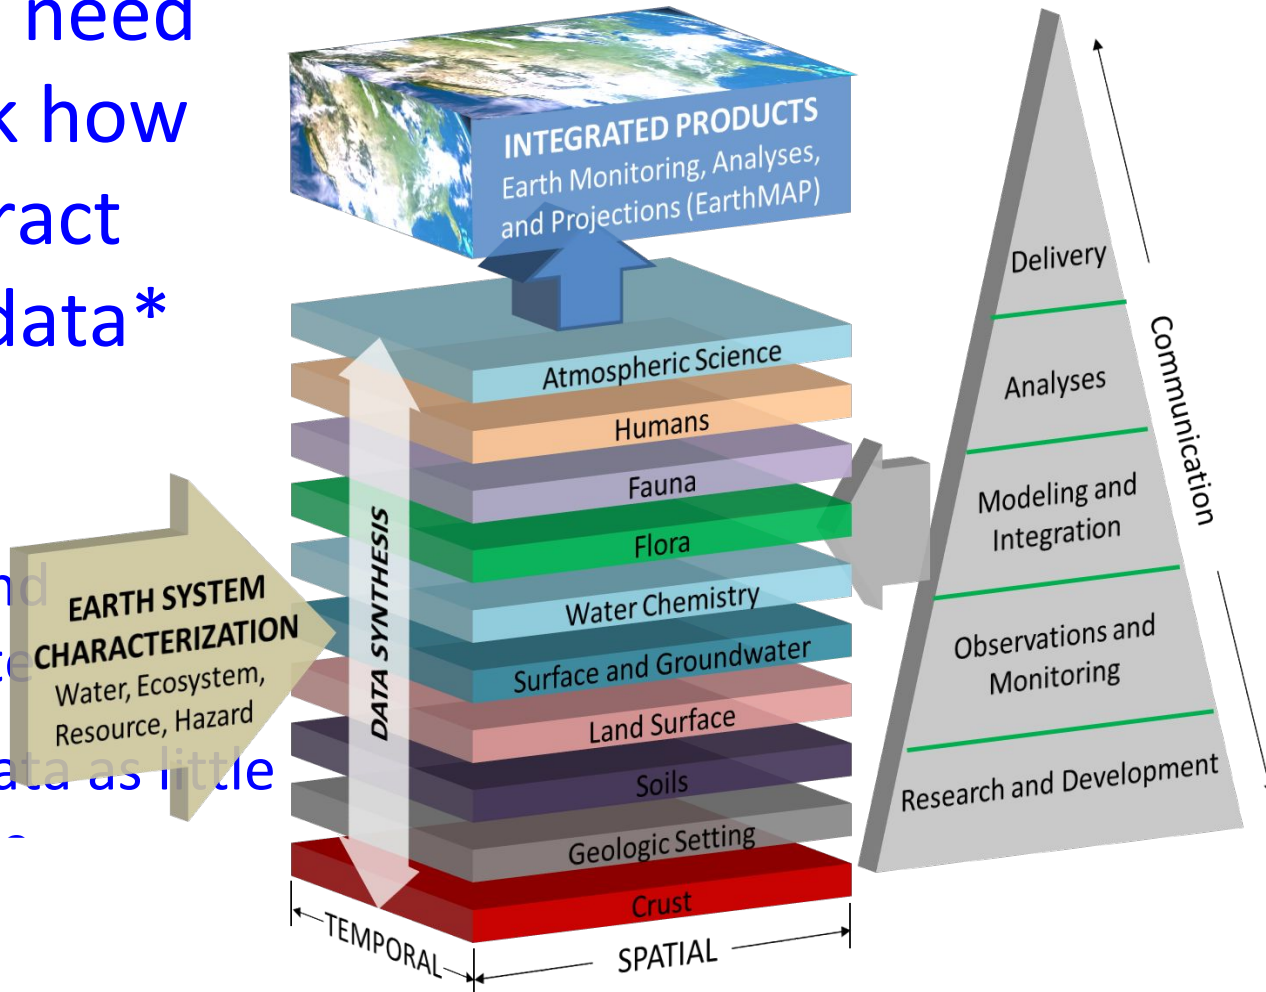 need
how
data*
INTEGRATED PRODUCTS
Earth Monitoring, Analyses,
and Projections (EarthMAP)
Atmospheric Science
Humans
Fauna
Flora
Water Chemistry
Surface and Groundwater
Land Surface
Soils
Geologic Setting
Crust
DATA SYNTHESIS
TEMPORAL
SPATIAL
EARTH SYSTEM
CHARACTERIZATION
Water, Ecosystem,
Resource, Hazard
as little
Delivery
Analyses
Modeling and
Integration
Observations and
Monitoring
Research and Development
Communication